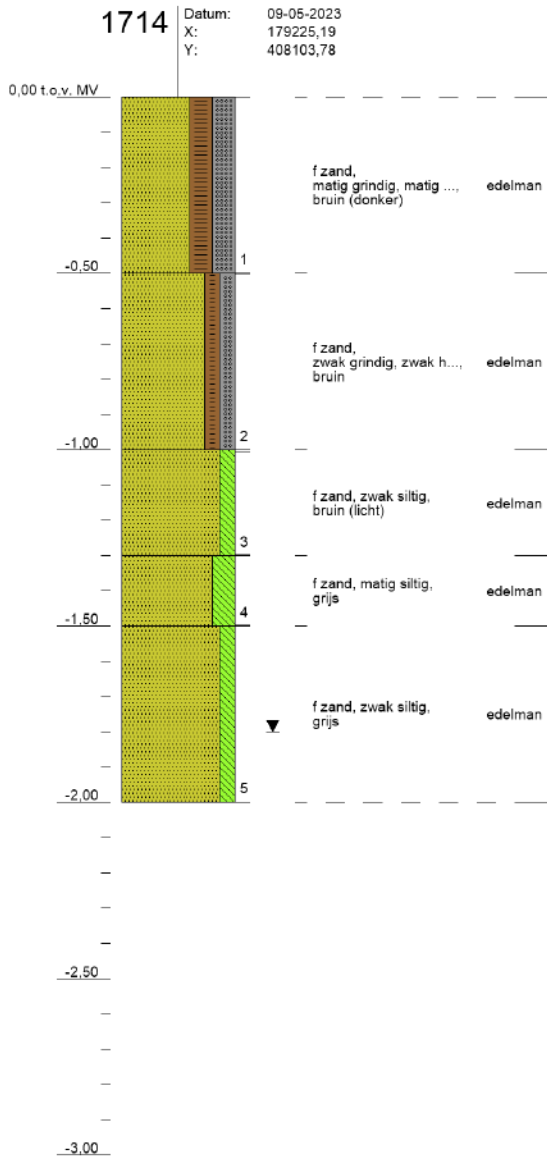 1714
Datum: 09-05-2023
X: 179225,19
Y: 408103,78
0,00 t.o.v. MV
f zand,
matig grindig, matig ..., edelman
bruin (donker)
1
-0,50
f zand,
zwak grindig, zwak h..., edelman
bruin
2
-1,00
f zand, zwak siltig, edelman
bruin (licht)
3
f zand, matig siltig, edelman
grijs
4
-1,50
f zand, zwak siltig, edelman
grijs
5
-2,00
-2,50
-3,00